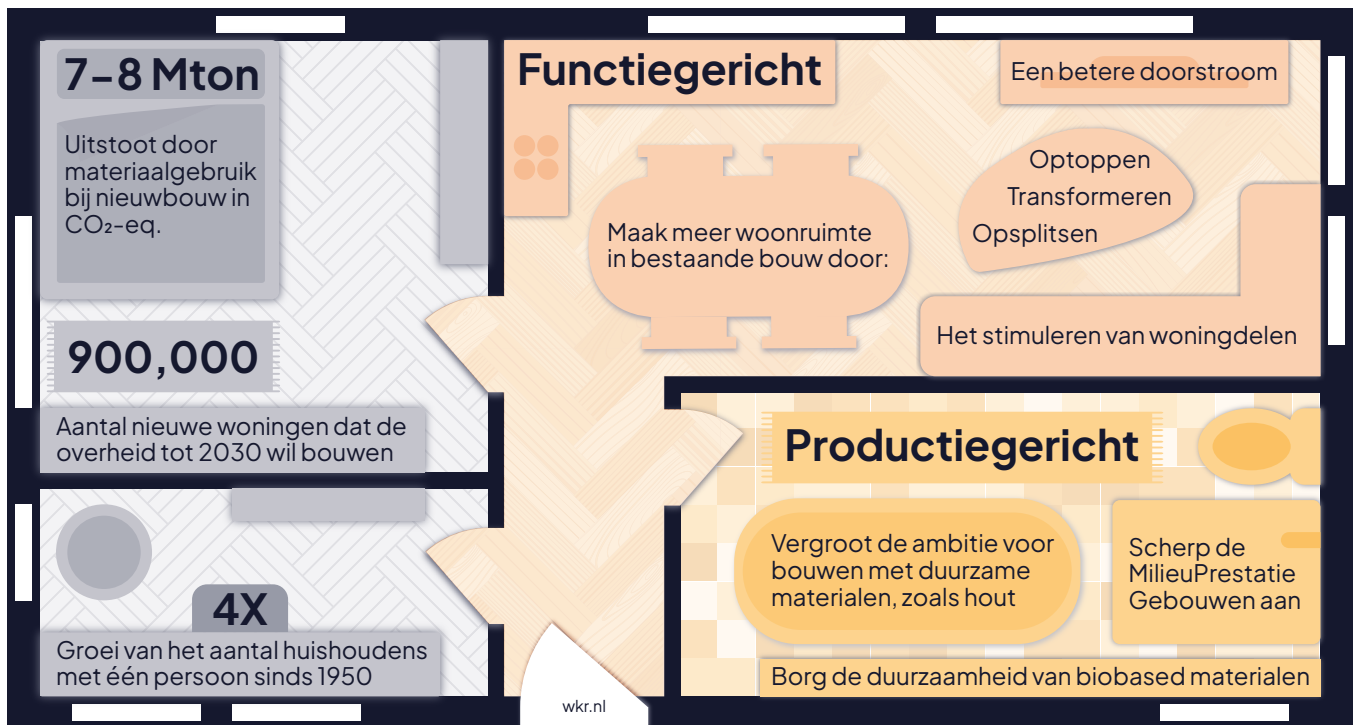 7–8 Mton
Uitstoot door
materiaalgebruik
bij nieuwbouw in
CO₂-eq.
900,000
Aantal nieuwe woningen dat de
overheid tot 2030 wil bouwen
4X
Groei van het aantal huishoudens
met één persoon sinds 1950
Functiegericht
Maak meer woonruimte
in bestaande bouw door:
Een betere doorstroom
Optoppen
Transformeren
Opsplitsen
Het stimuleren van woningdelen
Productiegericht
Vergroot de ambitie voor
bouwen met duurzame
materialen, zoals hout
Scherp de
MilieuPrestatie
Gebouwen aan
Borg de duurzaamheid van biobased materialen
wkr.nl